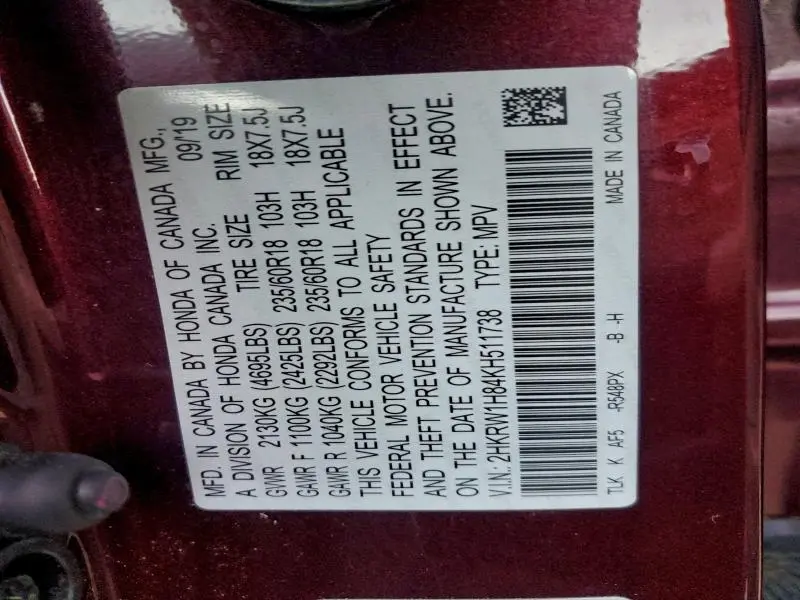 MFD. IN CANADA BY HONDA OF CANADA MFG.,
A DIVISION OF HONDA CANADA INC. 09/19
GVWR 2130KG (4695LBS) TIRE SIZE RIM SIZE
GAWR F 1100KG (2425LBS) 235/60R18 103H 18X7.5J
GAWR R 1040KG (2292LBS) 235/60R18 103H 18X7.5J
THIS VEHICLE CONFORMS TO ALL APPLICABLE
FEDERAL MOTOR VEHICLE SAFETY
AND THEFT PREVENTION STANDARDS IN EFFECT
ON THE DATE OF MANUFACTURE SHOWN ABOVE.
V.I.N.: 2HKRW1H84KH511738 TYPE: MPV
TLK K AF5 -R548PX -B -H MADE IN CANADA